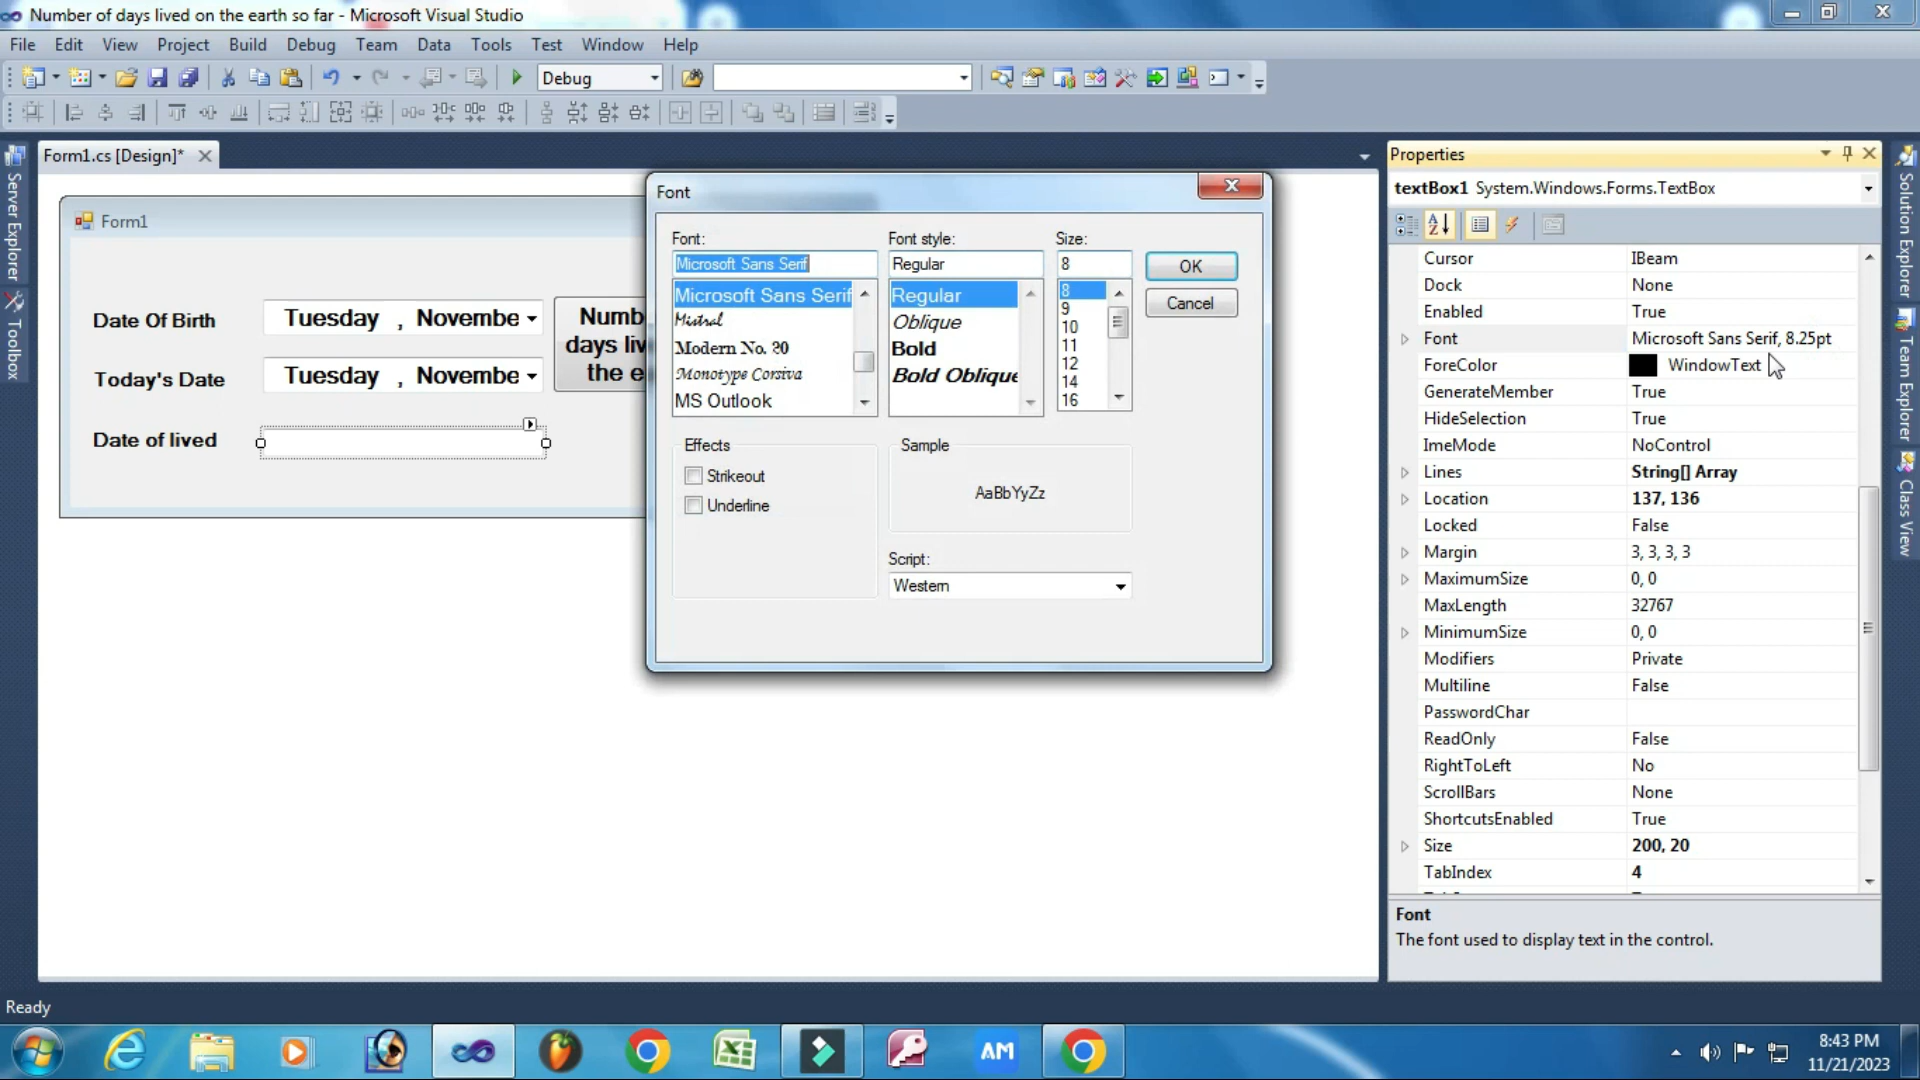 Number of days lived on the earth so far - Microsoft Visual Studio
File Edit View Project Build Debug Team Data Tools Test Window Help
Debug
Form1.cs [Design]*
Server Explorer
Toolbox
Form1
Date Of Birth
Tuesday , Novembe
Today's Date
Tuesday , Novembe
Date of lived
Numb
days liv
the e
Font
Font:
Font style:
Size:
Microsoft Sans Serif
Regular
8
OK
Cancel
Microsoft Sans Serif
Mistral
Modern No. 20
Monotype Corsiva
MS Outlook
Regular
Oblique
Bold
Bold Oblique
8
9
10
11
12
14
16
Effects
Strikeout
Underline
Sample
AaBbYyZz
Script:
Western
Properties
textBox1 System.Windows.Forms.TextBox
Cursor IBeam
Dock None
Enabled True
Font Microsoft Sans Serif, 8.25pt
ForeColor WindowText
GenerateMember True
HideSelection True
ImeMode NoControl
Lines String[] Array
Location 137, 136
Locked False
Margin 3, 3, 3, 3
MaximumSize 0, 0
MaxLength 32767
MinimumSize 0, 0
Modifiers Private
Multiline False
PasswordChar
ReadOnly False
RightToLeft No
ScrollBars None
ShortcutsEnabled True
Size 200, 20
TabIndex 4
Font
The font used to display text in the control.
Solution Explorer
Team Explorer
Class View
Ready
AM
8:43 PM
11/21/2023